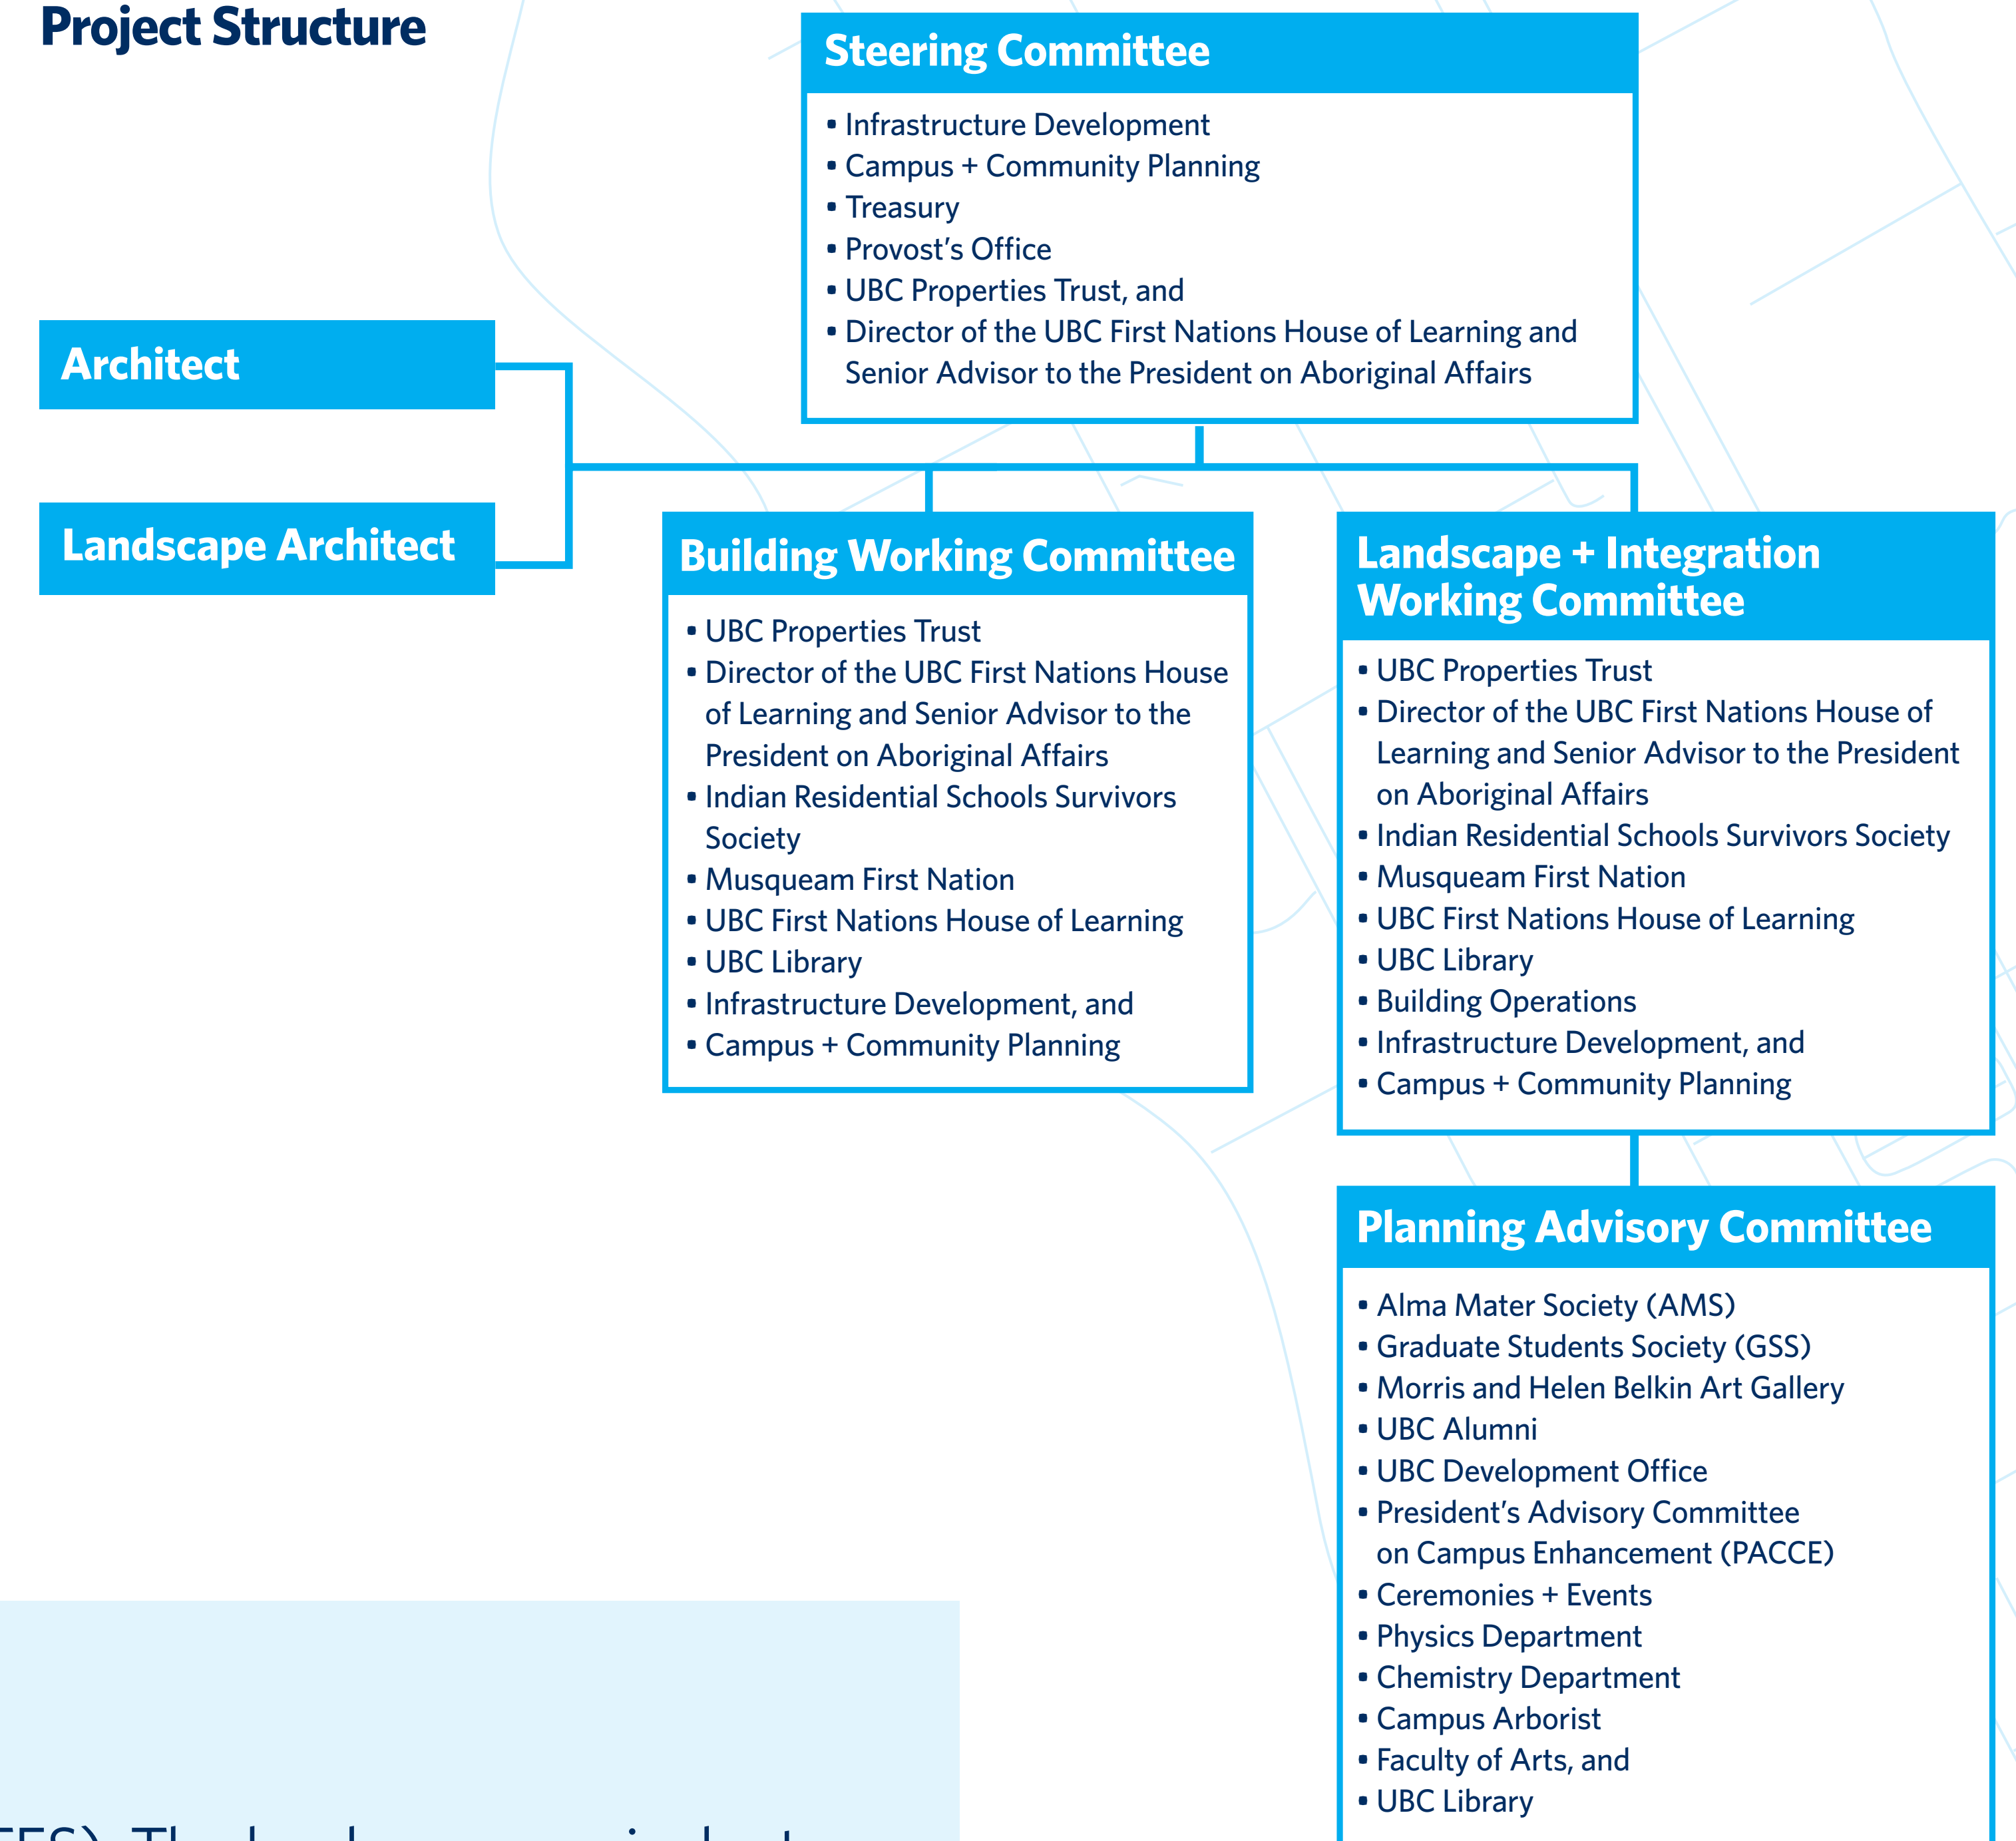 Project Structure
Steering Committee
• Infrastructure Development
• Campus + Community Planning
• Treasury
• Provost’s Office
• UBC Properties Trust, and
• Director of the UBC First Nations House of Learning and
Senior Advisor to the President on Aboriginal Affairs
Architect
Landscape Architect
Building Working Committee
• UBC Properties Trust
• Director of the UBC First Nations House
of Learning and Senior Advisor to the
President on Aboriginal Affairs
• Indian Residential Schools Survivors
Society
• Musqueam First Nation
• UBC First Nations House of Learning
• UBC Library
• Infrastructure Development, and
• Campus + Community Planning
Landscape + Integration
Working Committee
• UBC Properties Trust
• Director of the UBC First Nations House of
Learning and Senior Advisor to the President
on Aboriginal Affairs
• Indian Residential Schools Survivors Society
• Musqueam First Nation
• UBC First Nations House of Learning
• UBC Library
• Building Operations
• Infrastructure Development, and
• Campus + Community Planning
Planning Advisory Committee
• Alma Mater Society (AMS)
• Graduate Students Society (GSS)
• Morris and Helen Belkin Art Gallery
• UBC Alumni
• UBC Development Office
• President’s Advisory Committee
on Campus Enhancement (PACCE)
• Ceremonies + Events
• Physics Department
• Chemistry Department
• Campus Arborist
• Faculty of Arts, and
• UBC Library